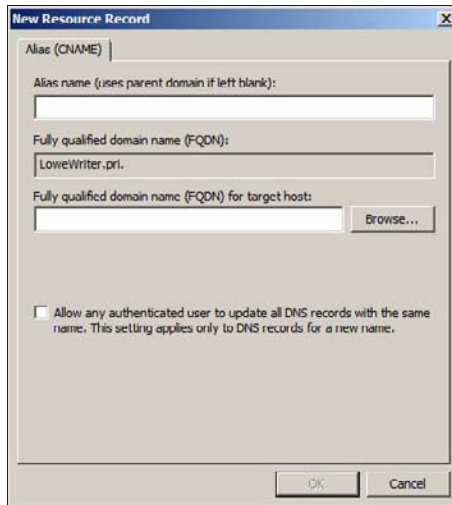 New Resource Record
Alias (CNAME)
Alias name (uses parent domain if left blank):
Fully qualified domain name (FQDN):
LoweWriter.pri.
Fully qualified domain name (FQDN) for target host:
Browse...
Allow any authenticated user to update all DNS records with the same
name. This setting applies only to DNS records for a new name.
OK
Cancel